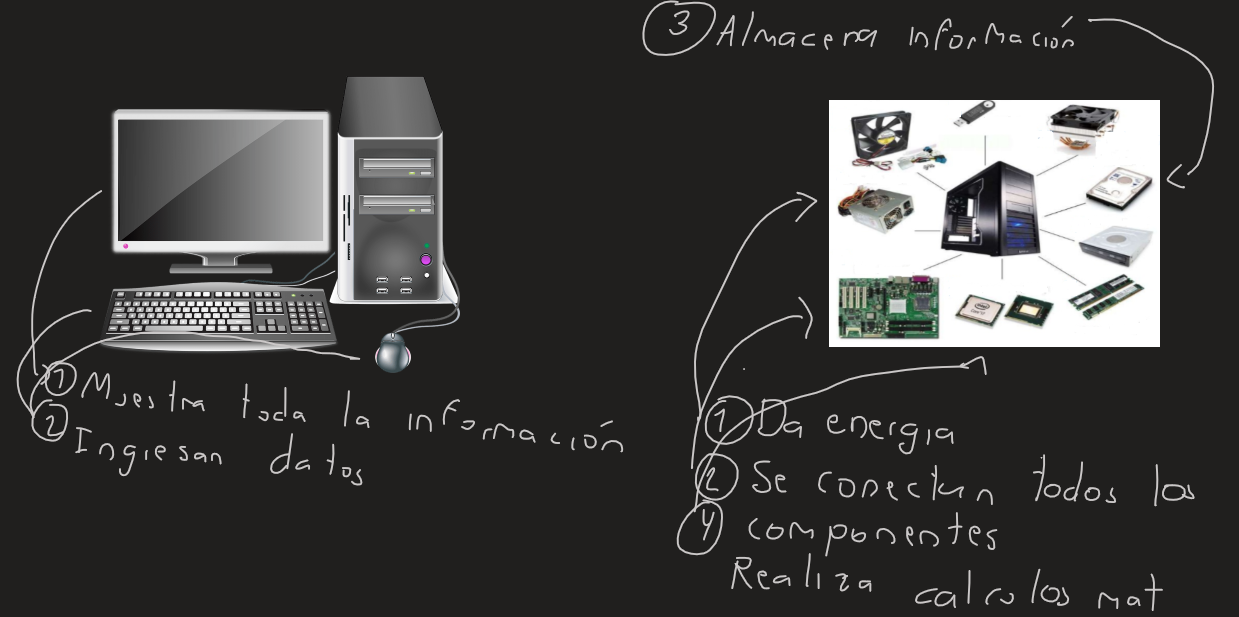 3 Almacena información
1 Muestra toda la información
2 Ingresan datos
1 Da energia
2 Se conectan todos los
4 componentes
Realiza calculos mat